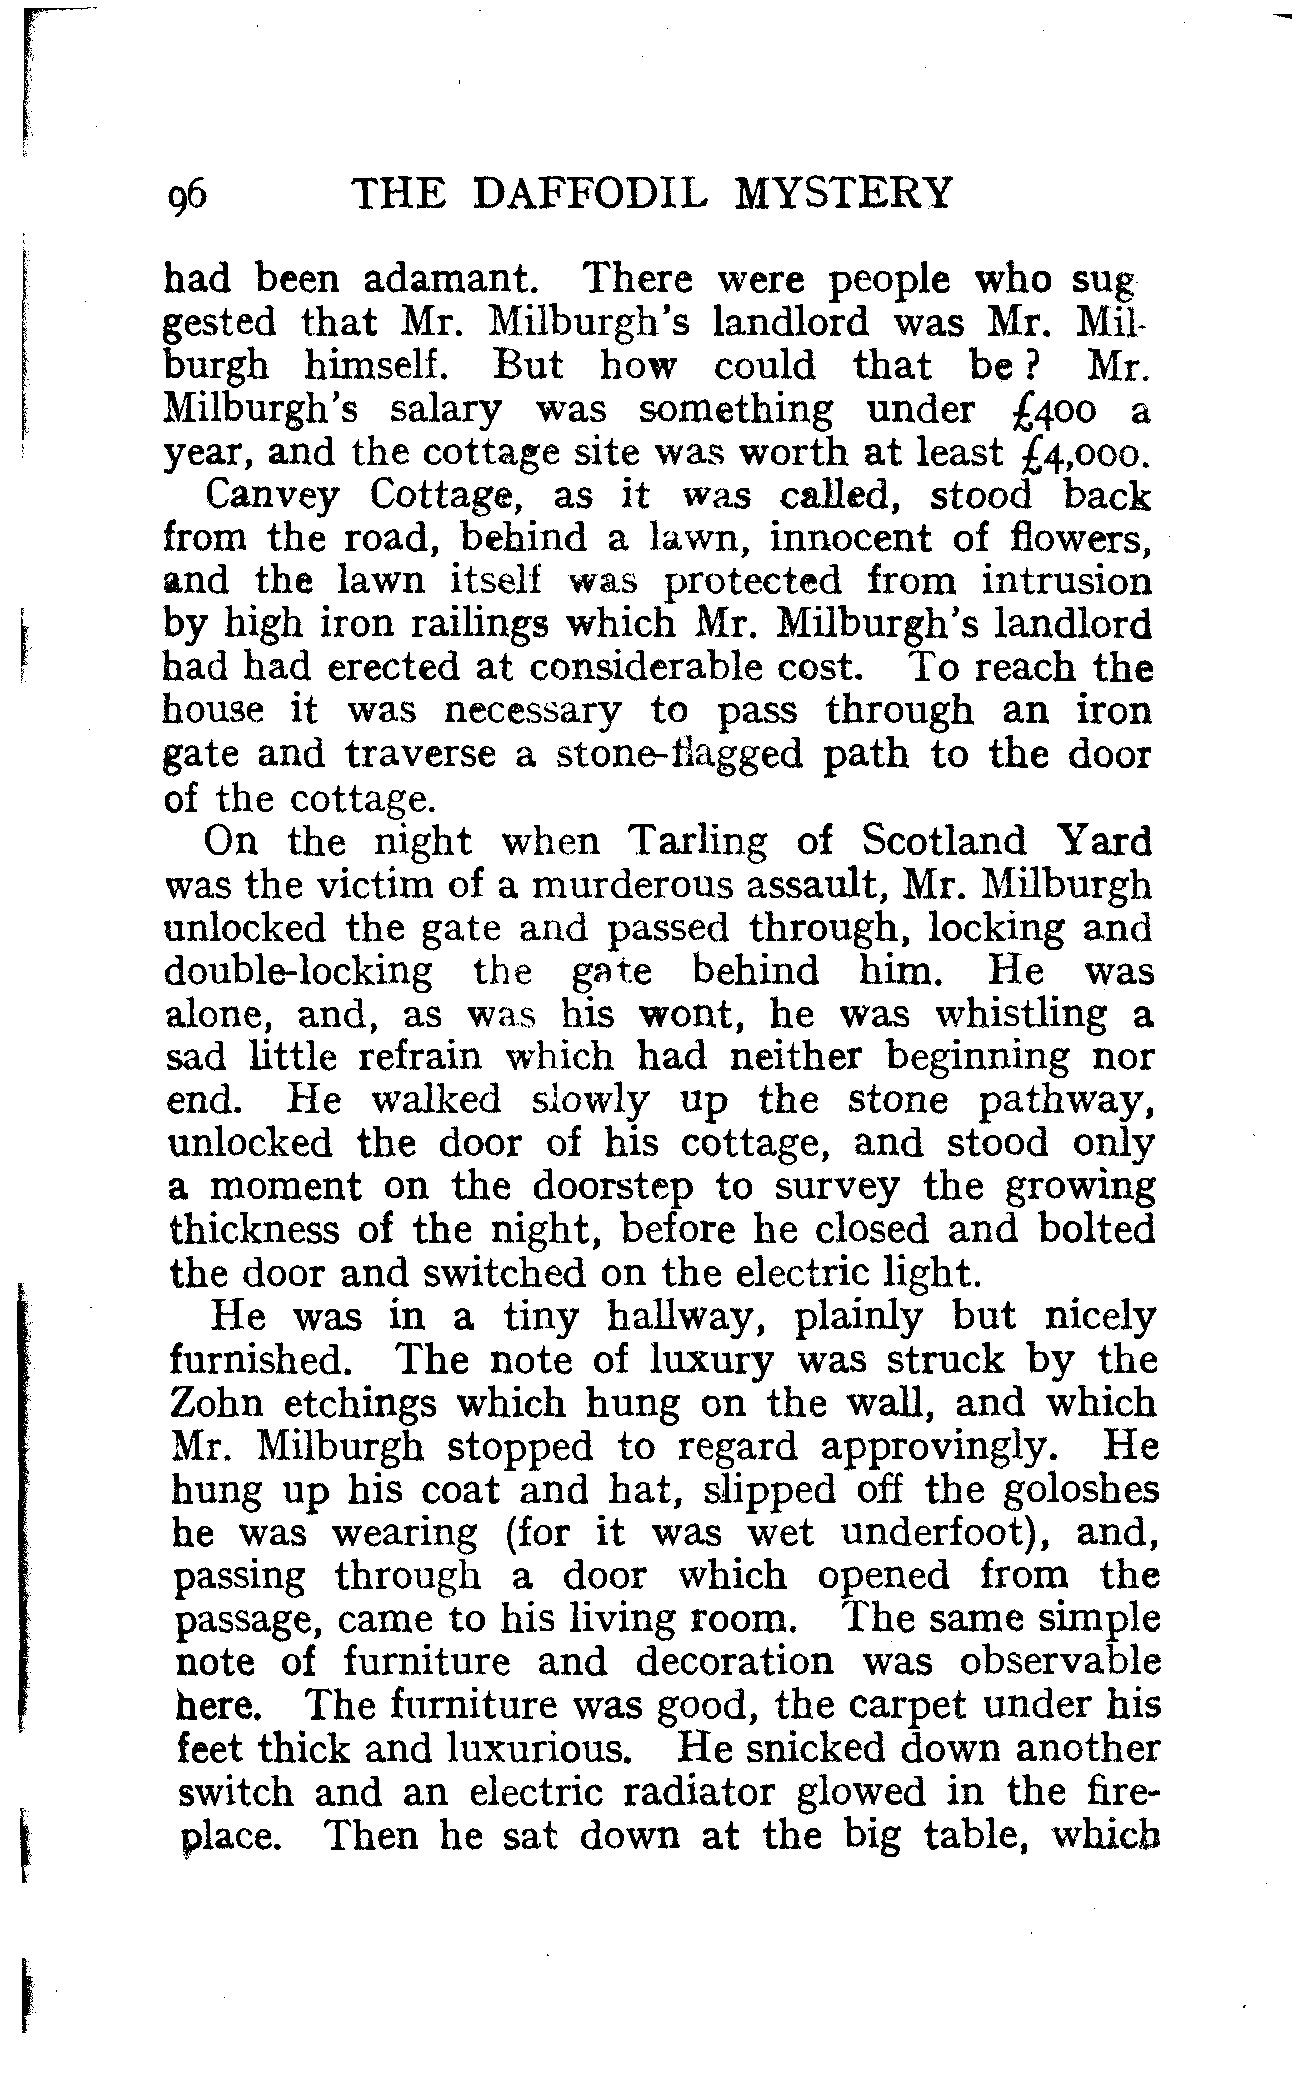 96 THE DAFFODIL MYSTERY
had been adamant. There were people who sug
gested that Mr. Milburgh's landlord was Mr. Mil-
burgh himself. But how could that be? Mr.
Milburgh's salary was something under £400 a
year, and the cottage site was worth at least £4,000.
Canvey Cottage, as it was called, stood back
from the road, behind a lawn, innocent of flowers,
and the lawn itself was protected from intrusion
by high iron railings which Mr. Milburgh's landlord
had had erected at considerable cost. To reach the
house it was necessary to pass through an iron
gate and traverse a stone-flagged path to the door
of the cottage.
On the night when Tarling of Scotland Yard
was the victim of a murderous assault, Mr. Milburgh
unlocked the gate and passed through, locking and
double-locking the gate behind him. He was
alone, and, as was his wont, he was whistling a
sad little refrain which had neither beginning nor
end. He walked slowly up the stone pathway,
unlocked the door of his cottage, and stood only
a moment on the doorstep to survey the growing
thickness of the night, before he closed and bolted
the door and switched on the electric light.
He was in a tiny hallway, plainly but nicely
furnished. The note of luxury was struck by the
Zohn etchings which hung on the wall, and which
Mr. Milburgh stopped to regard approvingly. He
hung up his coat and hat, slipped off the goloshes
he was wearing (for it was wet underfoot), and,
passing through a door which opened from the
passage, came to his living room. The same simple
note of furniture and decoration was observable
here. The furniture was good, the carpet under his
feet thick and luxurious. He snicked down another
switch and an electric radiator glowed in the fire-
place. Then he sat down at the big table, which